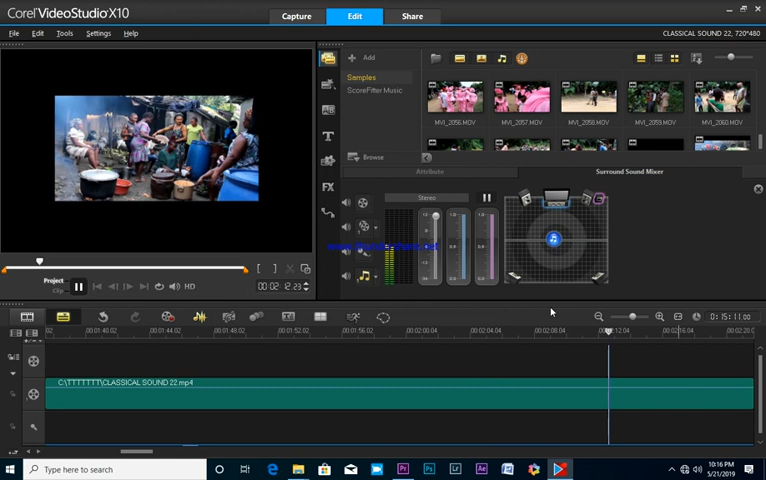 Corel VideoStudio X10
Capture
Edit
Share
File
Edit
Tools
Settings
Help
CLASSICAL SOUND 22, 720*480
Add
Samples
ScoreFitter Music
Browse
MVI_2056.MOV
MVI_2057.MOV
MVI_2058.MOV
MVI_2059.MOV
MVI_2060.MOV
Attribute
Surround Sound Mixer
Stereo
T
FX
Project
Clip
HD
00:02:12.23
0:15:11.00
00:01:40.02
00:01:44.02
00:01:48.02
00:01:52.02
00:01:56.02
00:02:00.04
00:02:04.04
00:02:08.04
00:02:16.04
C:\TTTTTTT\CLASSICAL SOUND 22.mp4
Type here to search
10:16 PM
5/21/2019